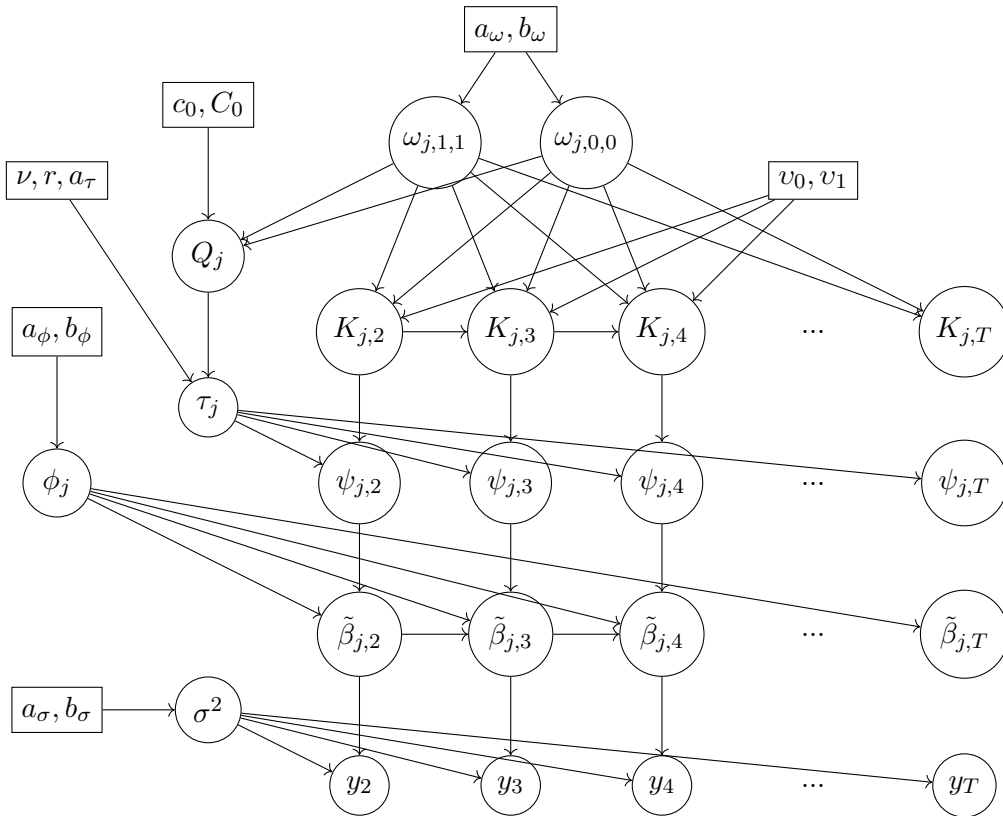 a_ω, b_ω
c_0, C_0
ω_{j,1,1} ω_{j,0,0}
ν, r, a_τ υ_0, υ_1
Q_j
a_ϕ, b_ϕ K_{j,2} K_{j,3} K_{j,4} ... K_{j,T}
τ_j
ϕ_j ψ_{j,2} ψ_{j,3} ψ_{j,4} ... ψ_{j,T}
β̃_{j,2} β̃_{j,3} β̃_{j,4} ... β̃_{j,T}
a_σ, b_σ σ^2
y_2 y_3 y_4 ... y_T